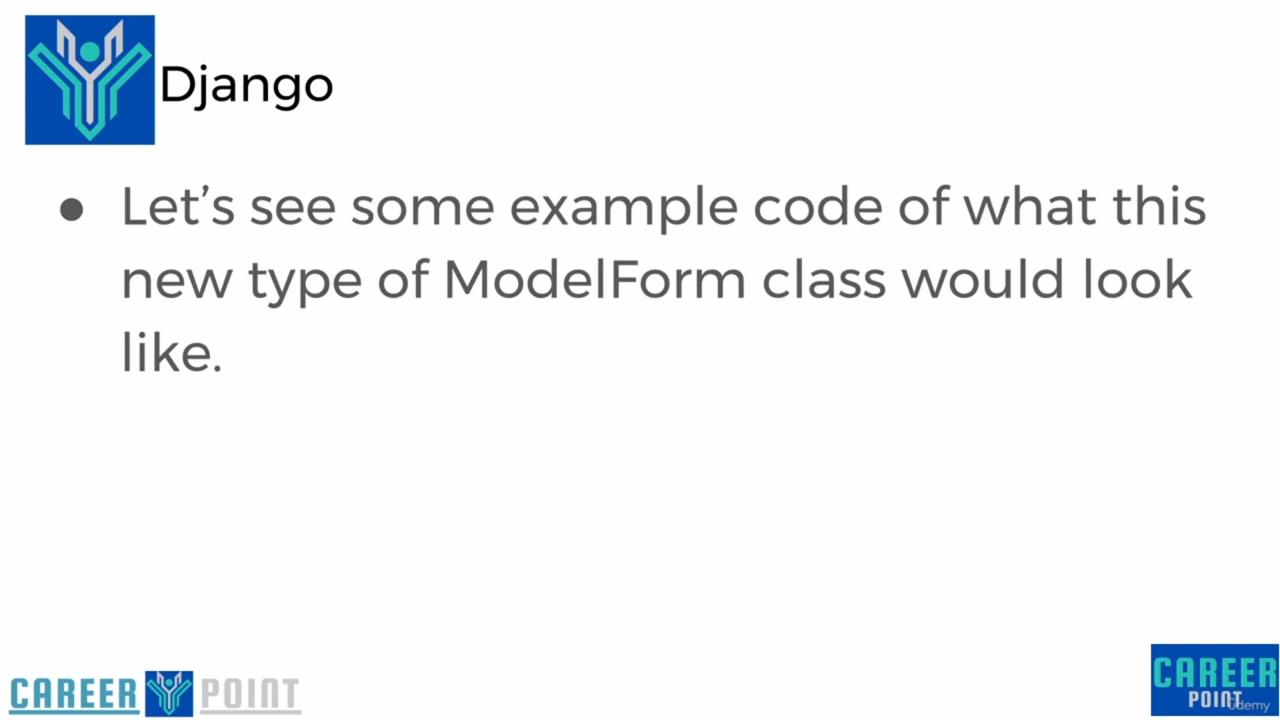 Django
● Let’s see some example code of what this
new type of ModelForm class would look
like.
CAREER POINT
CAREER
POINT
Udemy